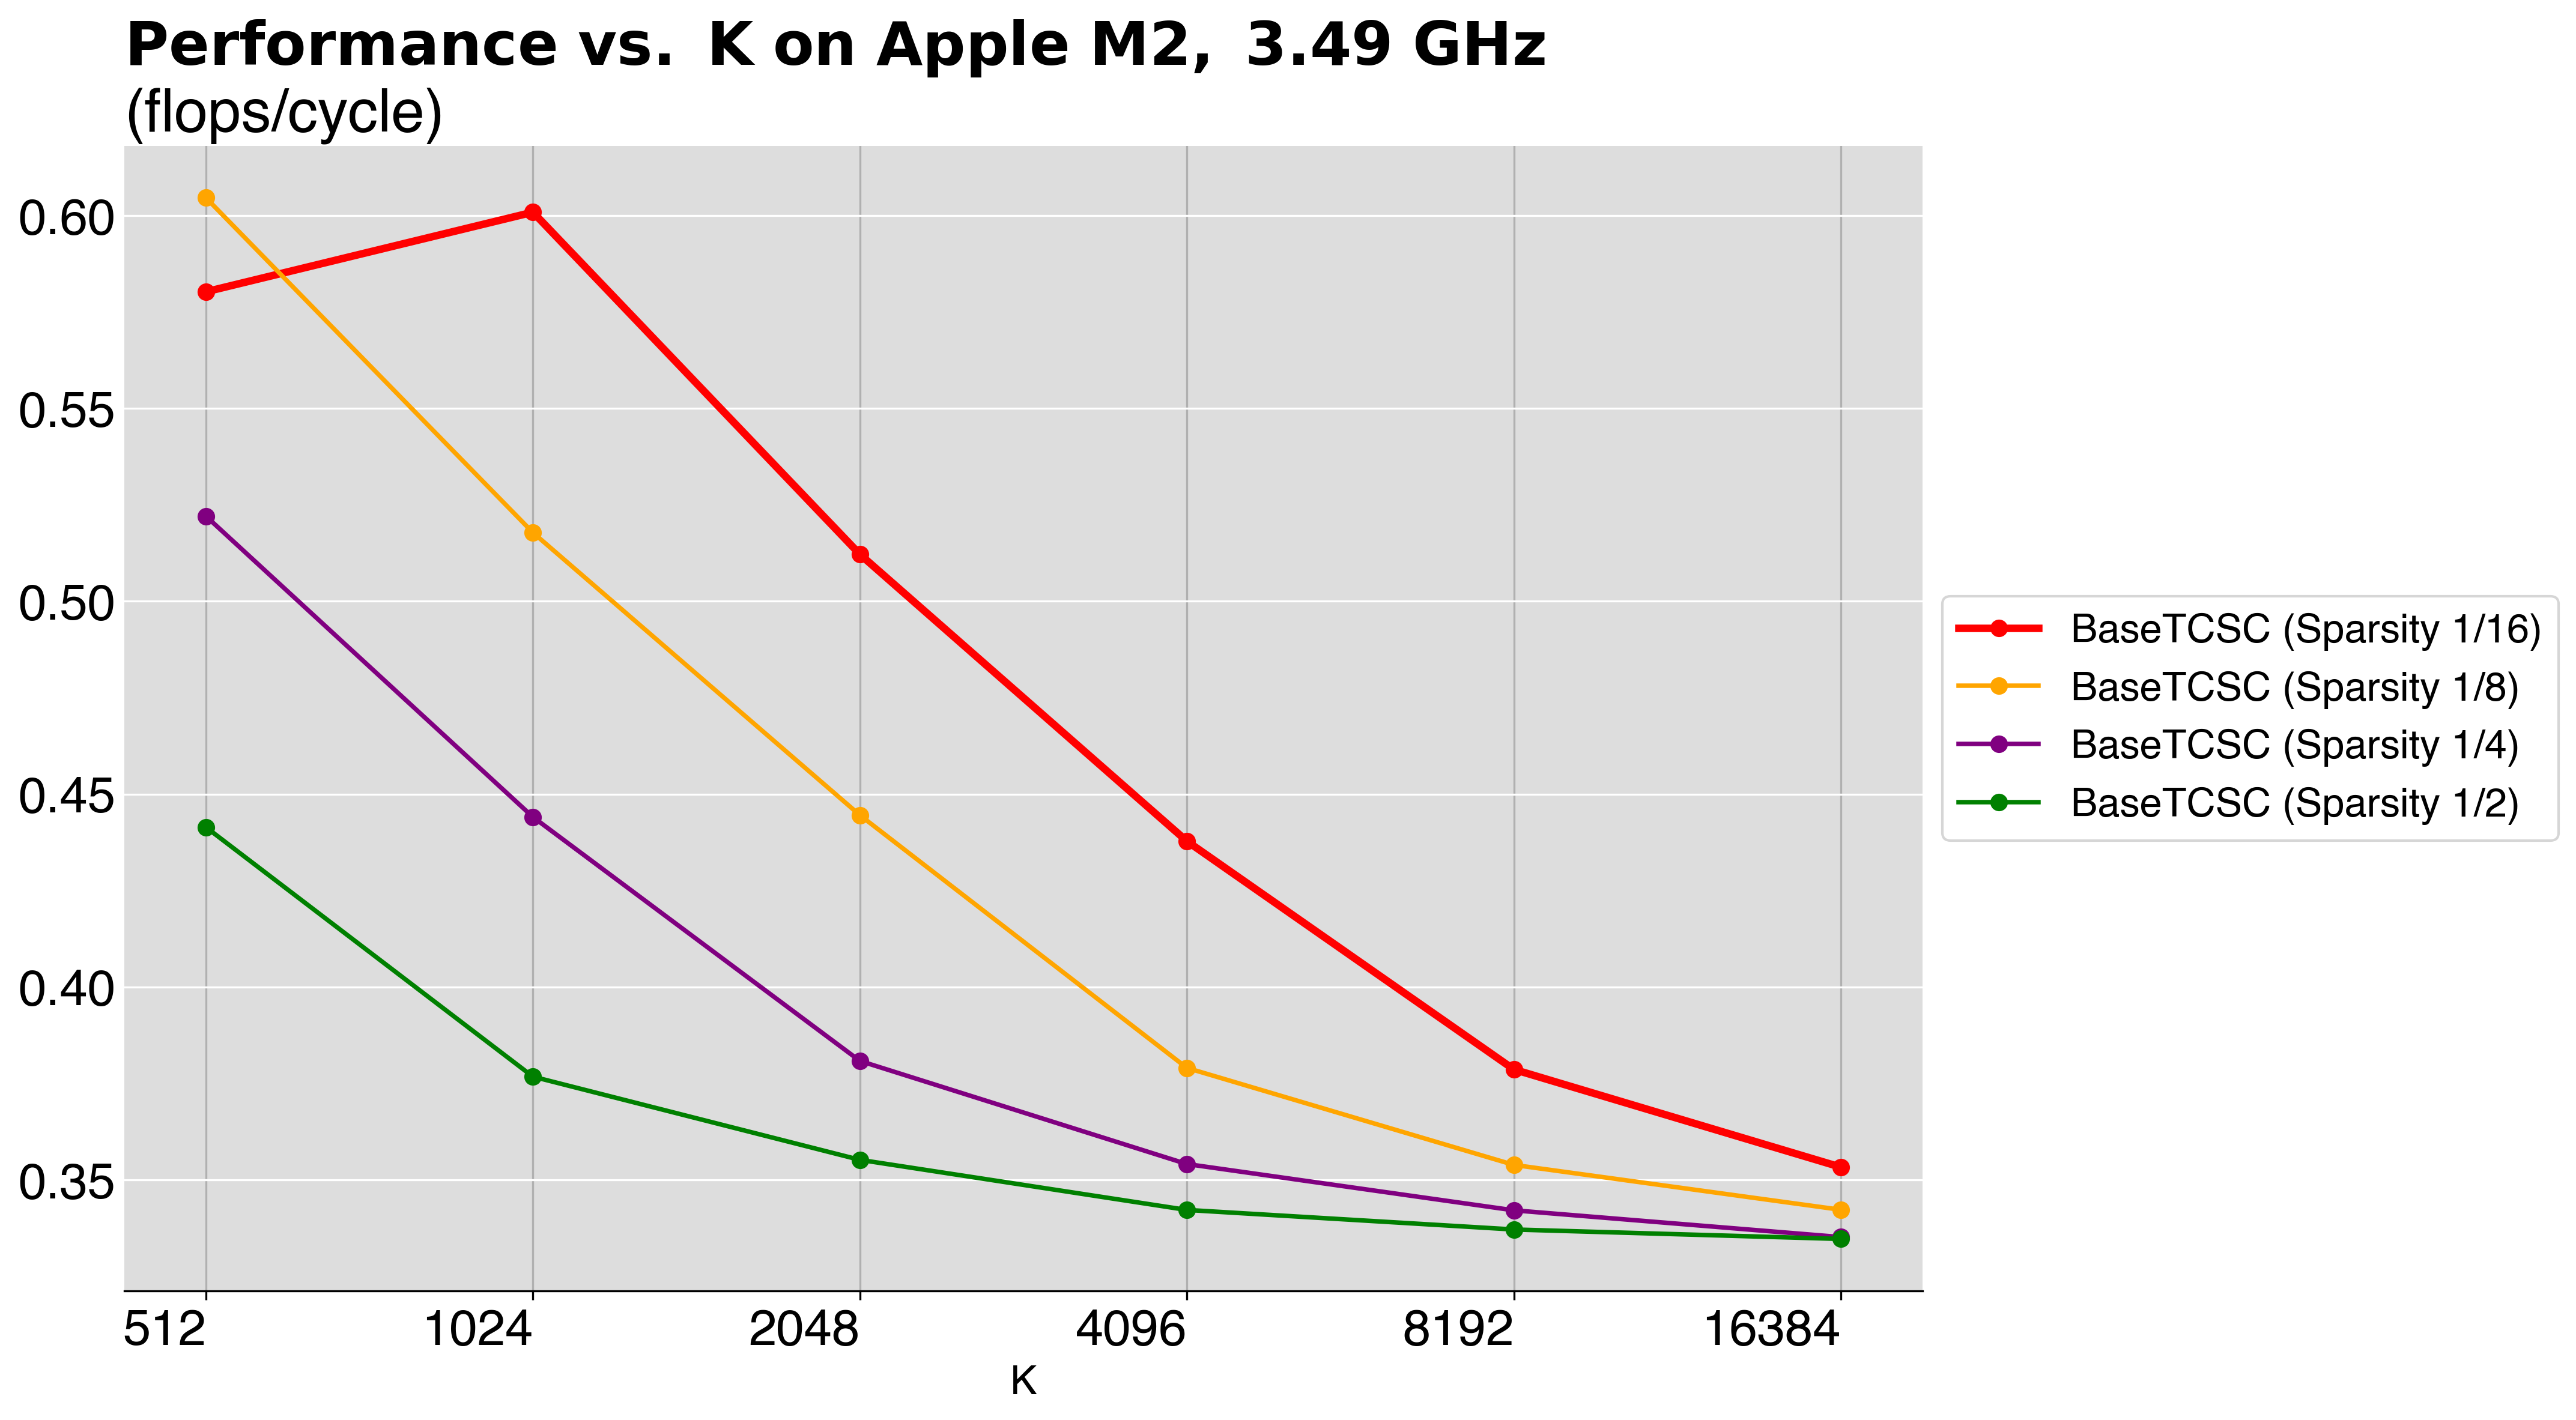 Performance vs. K on Apple M2, 3.49 GHz
(flops/cycle)
0.60
0.55
0.50
0.45
0.40
0.35
512 1024 2048 4096 8192 16384
K
BaseTCSC (Sparsity 1/16)
BaseTCSC (Sparsity 1/8)
BaseTCSC (Sparsity 1/4)
BaseTCSC (Sparsity 1/2)